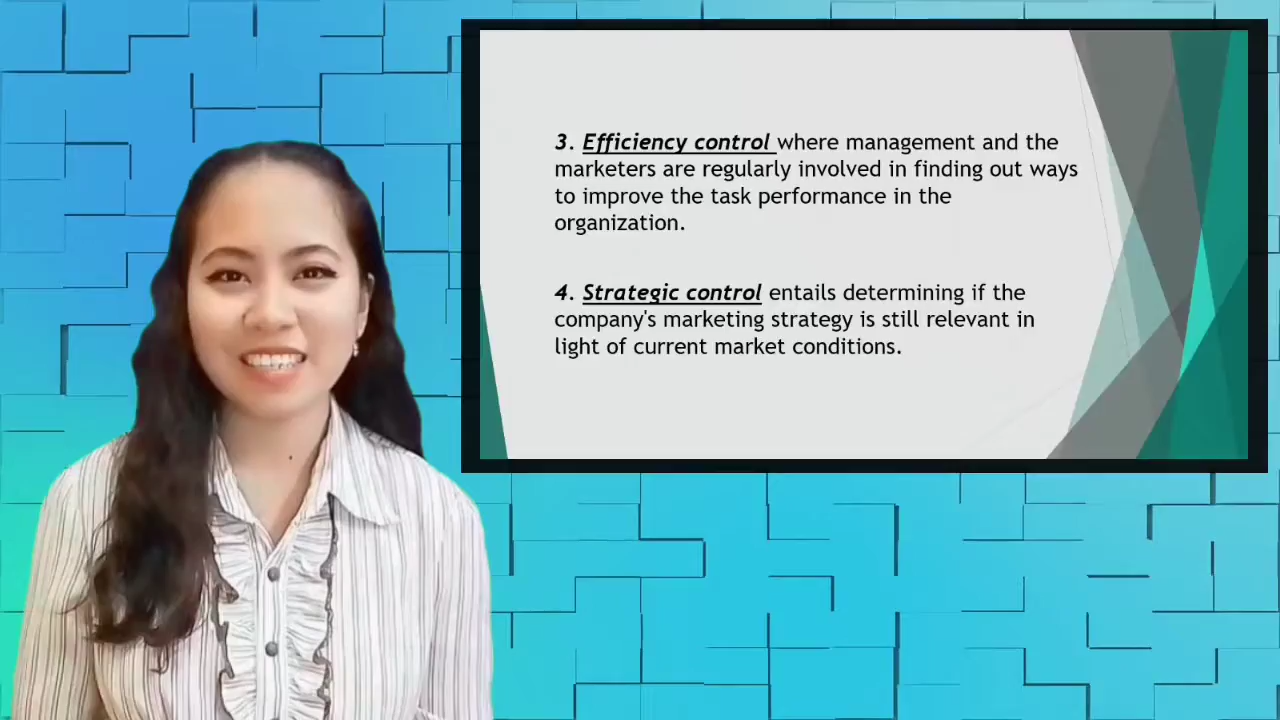 3. Efficiency control where management and the
marketers are regularly involved in finding out ways
to improve the task performance in the
organization.
4. Strategic control entails determining if the
company's marketing strategy is still relevant in
light of current market conditions.